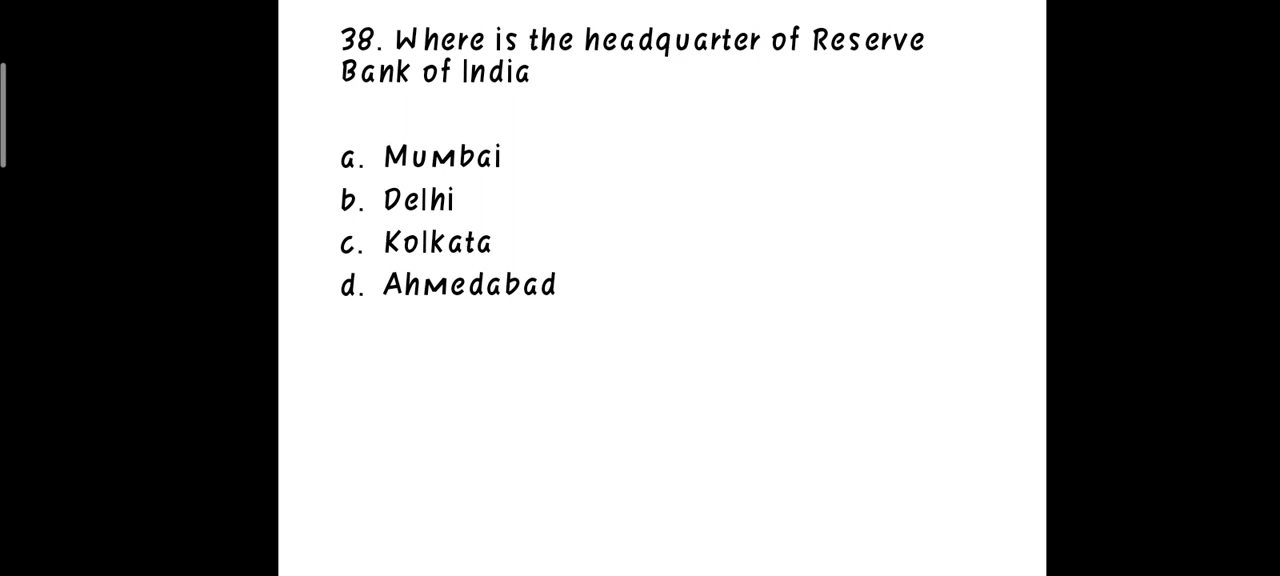 38. Where is the headquarter of Reserve
Bank of India
a. Mumbai
b. Delhi
c. Kolkata
d. Ahmedabad